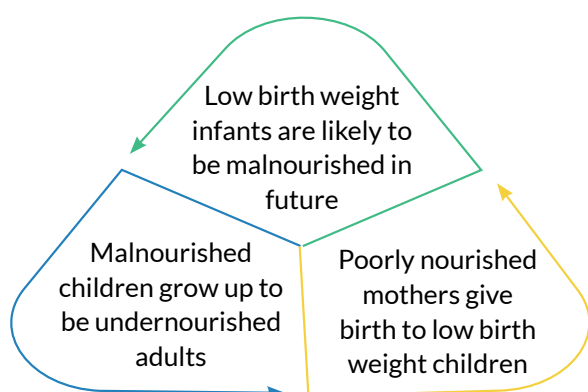 Low birth weight
infants are likely to
be malnourished in
future
Malnourished
children grow up to
be undernourished
adults
Poorly nourished
mothers give
birth to low birth
weight children